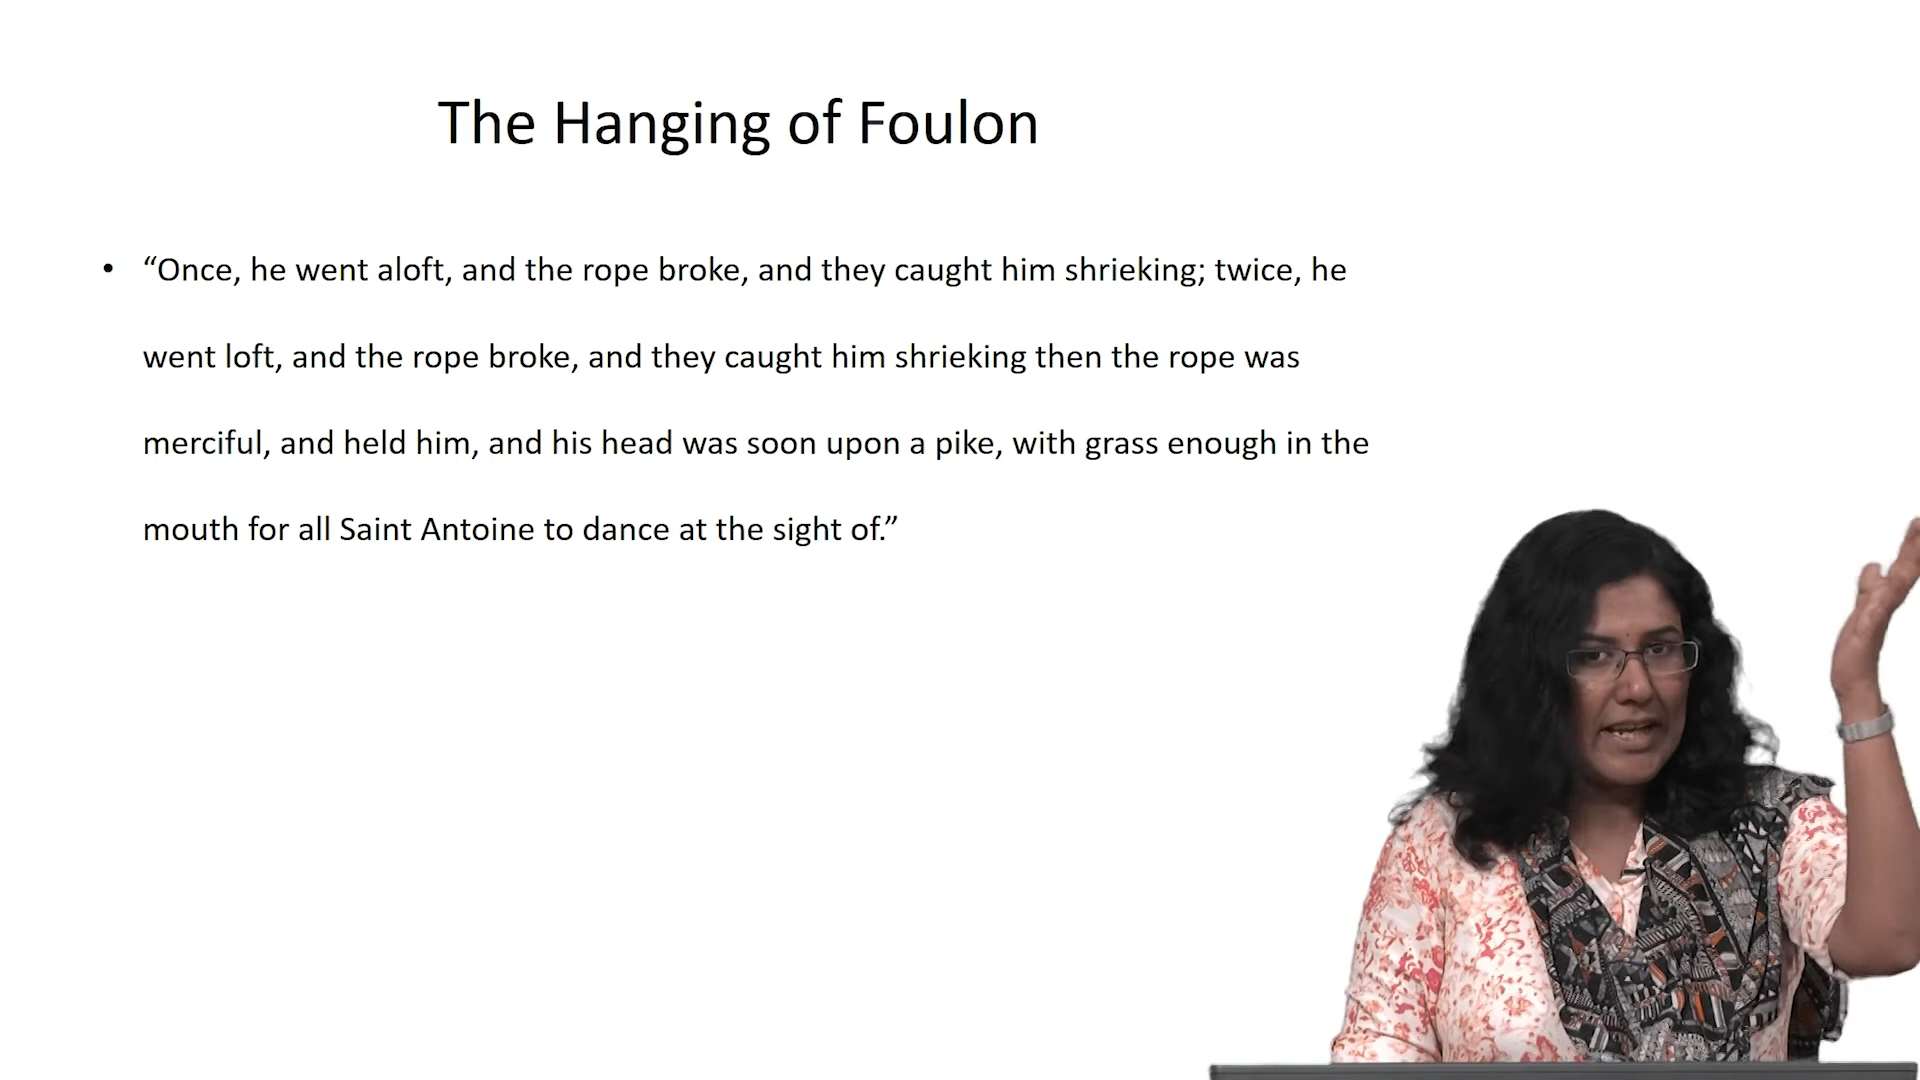 The Hanging of Foulon
• “Once, he went aloft, and the rope broke, and they caught him shrieking; twice, he
went loft, and the rope broke, and they caught him shrieking then the rope was
merciful, and held him, and his head was soon upon a pike, with grass enough in the
mouth for all Saint Antoine to dance at the sight of.”